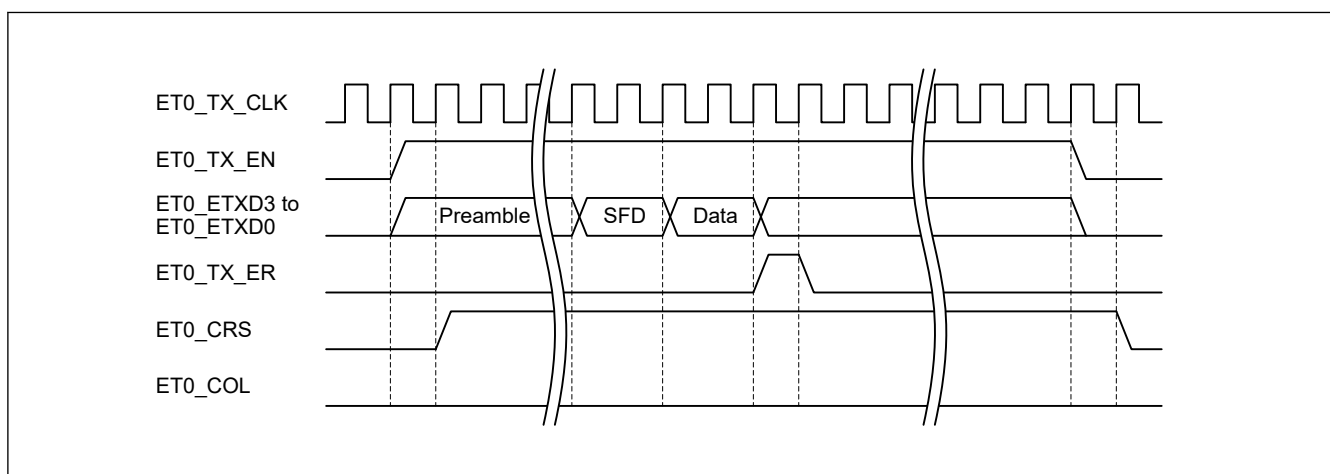 ET0_TX_CLK
ET0_TX_EN
ET0_ETXD3 to
ET0_ETXD0
Preamble SFD Data
ET0_TX_ER
ET0_CRS
ET0_COL